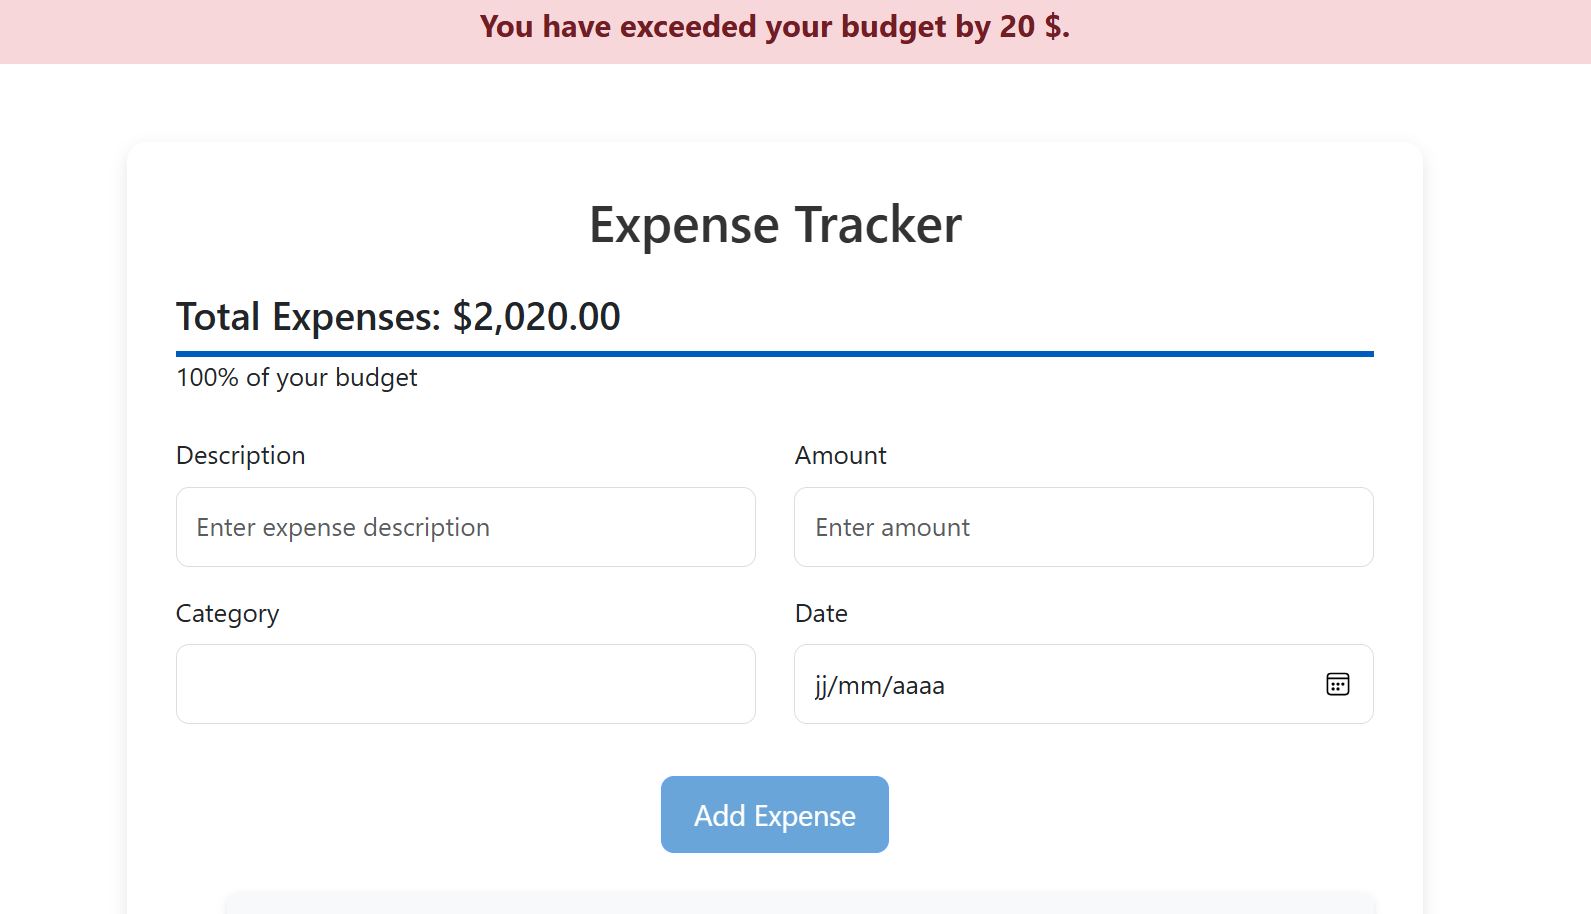 You have exceeded your budget by 20 $.
Expense Tracker
Total Expenses: $2,020.00
100% of your budget
Description
Amount
Enter expense description
Enter amount
Category
Date
jj/mm/aaaa
Add Expense